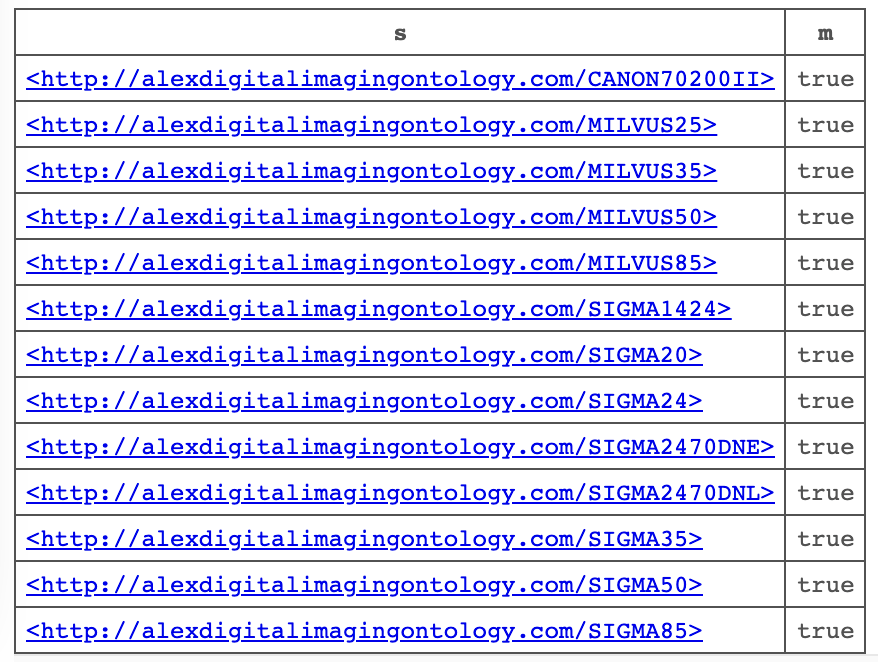 s m
<http://alexdigitalimagingontology.com/CANON70200II> true
<http://alexdigitalimagingontology.com/MILVUS25> true
<http://alexdigitalimagingontology.com/MILVUS35> true
<http://alexdigitalimagingontology.com/MILVUS50> true
<http://alexdigitalimagingontology.com/MILVUS85> true
<http://alexdigitalimagingontology.com/SIGMA1424> true
<http://alexdigitalimagingontology.com/SIGMA20> true
<http://alexdigitalimagingontology.com/SIGMA24> true
<http://alexdigitalimagingontology.com/SIGMA2470DNE> true
<http://alexdigitalimagingontology.com/SIGMA2470DNL> true
<http://alexdigitalimagingontology.com/SIGMA35> true
<http://alexdigitalimagingontology.com/SIGMA50> true
<http://alexdigitalimagingontology.com/SIGMA85> true